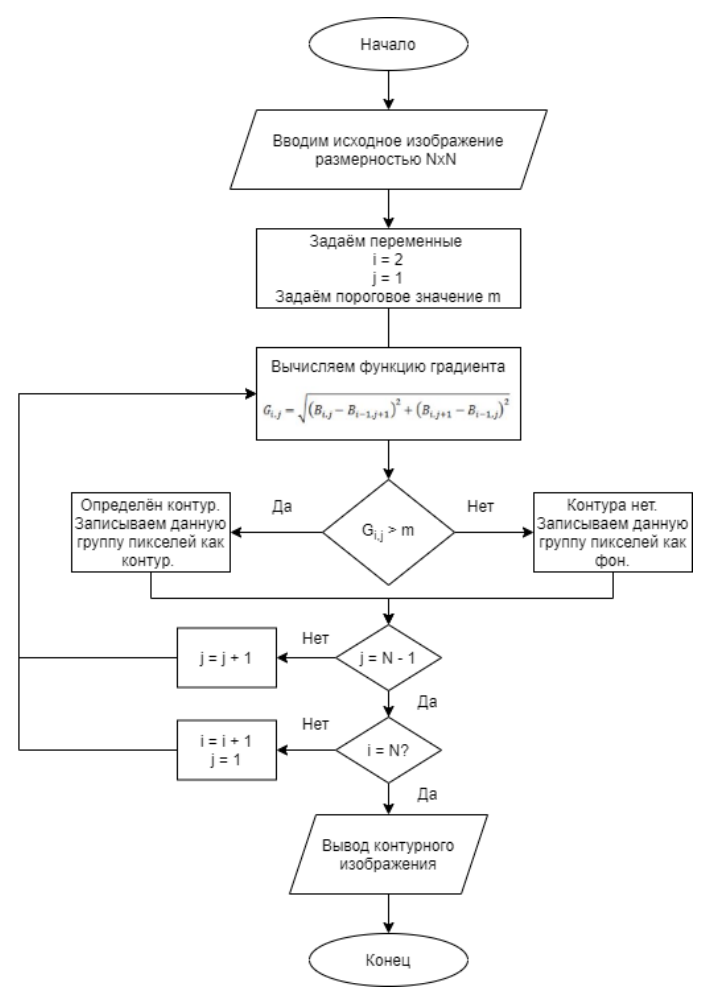 Начало
Вводим исходное изображение
размерностью NxN
Задаём переменные
i = 2
j = 1
Задаём пороговое значение m
Вычисляем функцию градиента
G_{i,j} = √((B_{i,j} − B_{i−1,j+1})² + (B_{i,j+1} − B_{i−1,j})²)
G_{i,j} > m
Да
Нет
Определён контур.
Записываем данную
группу пикселей как
контур.
Контура нет.
Записываем данную
группу пикселей как
фон.
j = N - 1
Нет
j = j + 1
Да
i = N?
Нет
i = i + 1
j = 1
Да
Вывод контурного
изображения
Конец